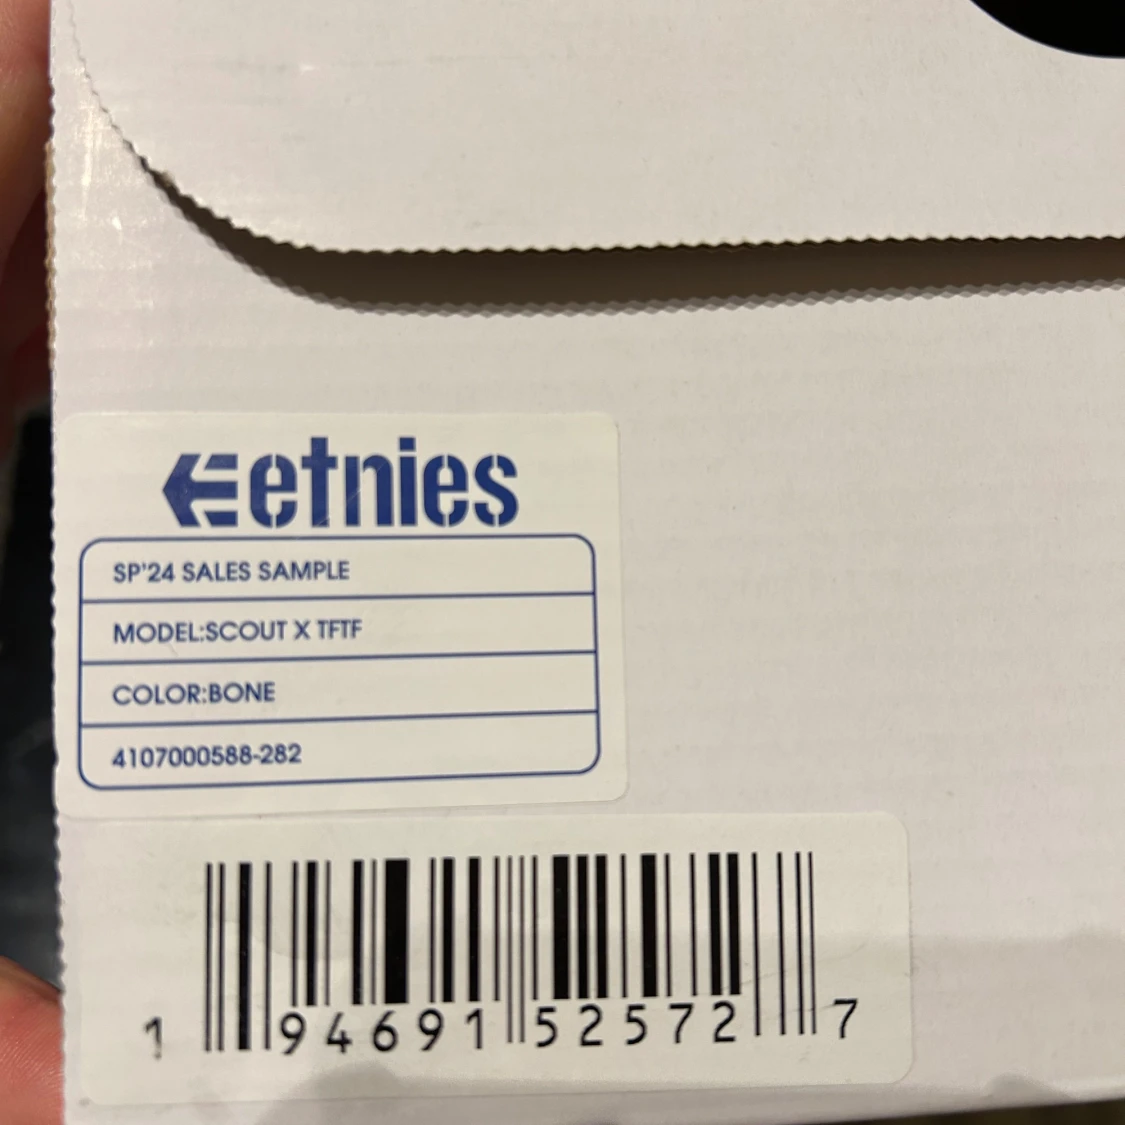 etnies
SP'24 SALES SAMPLE
MODEL:SCOUT X TFTF
COLOR:BONE
4107000588-282
1 94691 52572 7